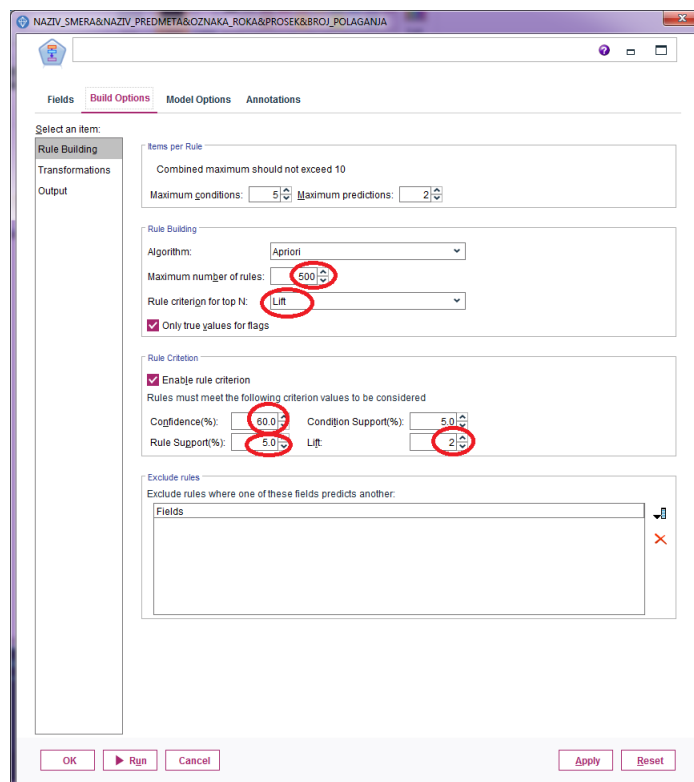 NAZIV_SMERA&NAZIV_PREDMETA&OZNAKA_ROKA&PROSEK&BROJ_POLAGANJA
Fields Build Options Model Options Annotations
Select an item:
Rule Building
Transformations
Output
Items per Rule
Combined maximum should not exceed 10
Maximum conditions: 5 Maximum predictions: 2
Rule Building
Algorithm: Apriori
Maximum number of rules: 500
Rule criterion for top N: Lift
Only true values for flags
Rule Critetion
Enable rule criterion
Rules must meet the following criterion values to be considered
Confidence(%): 60.0 Condition Support(%): 5.0
Rule Support(%): 5.0 Lift: 2
Exclude rules
Exclude rules where one of these fields predicts another:
Fields
OK Run Cancel Apply Reset